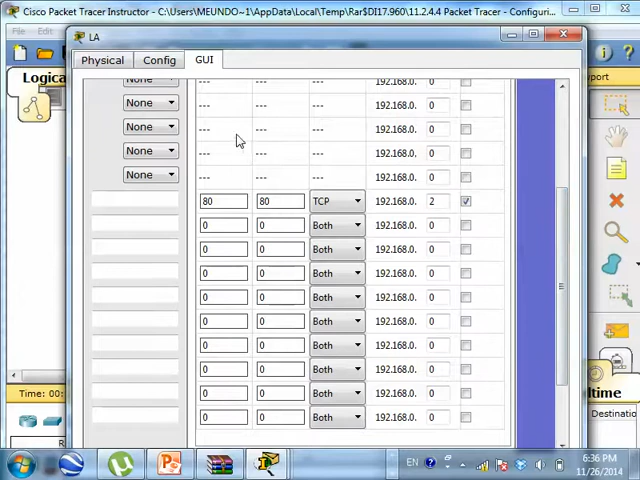 Cisco Packet Tracer Instructor - C:\Users\MEUNDO~1\AppData\Local\Temp\Rar$DI17.960\11.2.4.4 Packet Tracer - Configuri...
File
LA
Physical Config GUI
Logical
port
None --- --- --- 192.168.0. 0
None --- --- --- 192.168.0. 0
None --- --- --- 192.168.0. 0
None --- --- --- 192.168.0. 0
None --- --- --- 192.168.0. 0
80 80 TCP 192.168.0. 2
0 0 Both 192.168.0. 0
0 0 Both 192.168.0. 0
0 0 Both 192.168.0. 0
0 0 Both 192.168.0. 0
0 0 Both 192.168.0. 0
0 0 Both 192.168.0. 0
0 0 Both 192.168.0. 0
0 0 Both 192.168.0. 0
0 0 Both 192.168.0. 0
Time: 00: ltime
Destinatio
EN 6:36 PM
11/26/2014